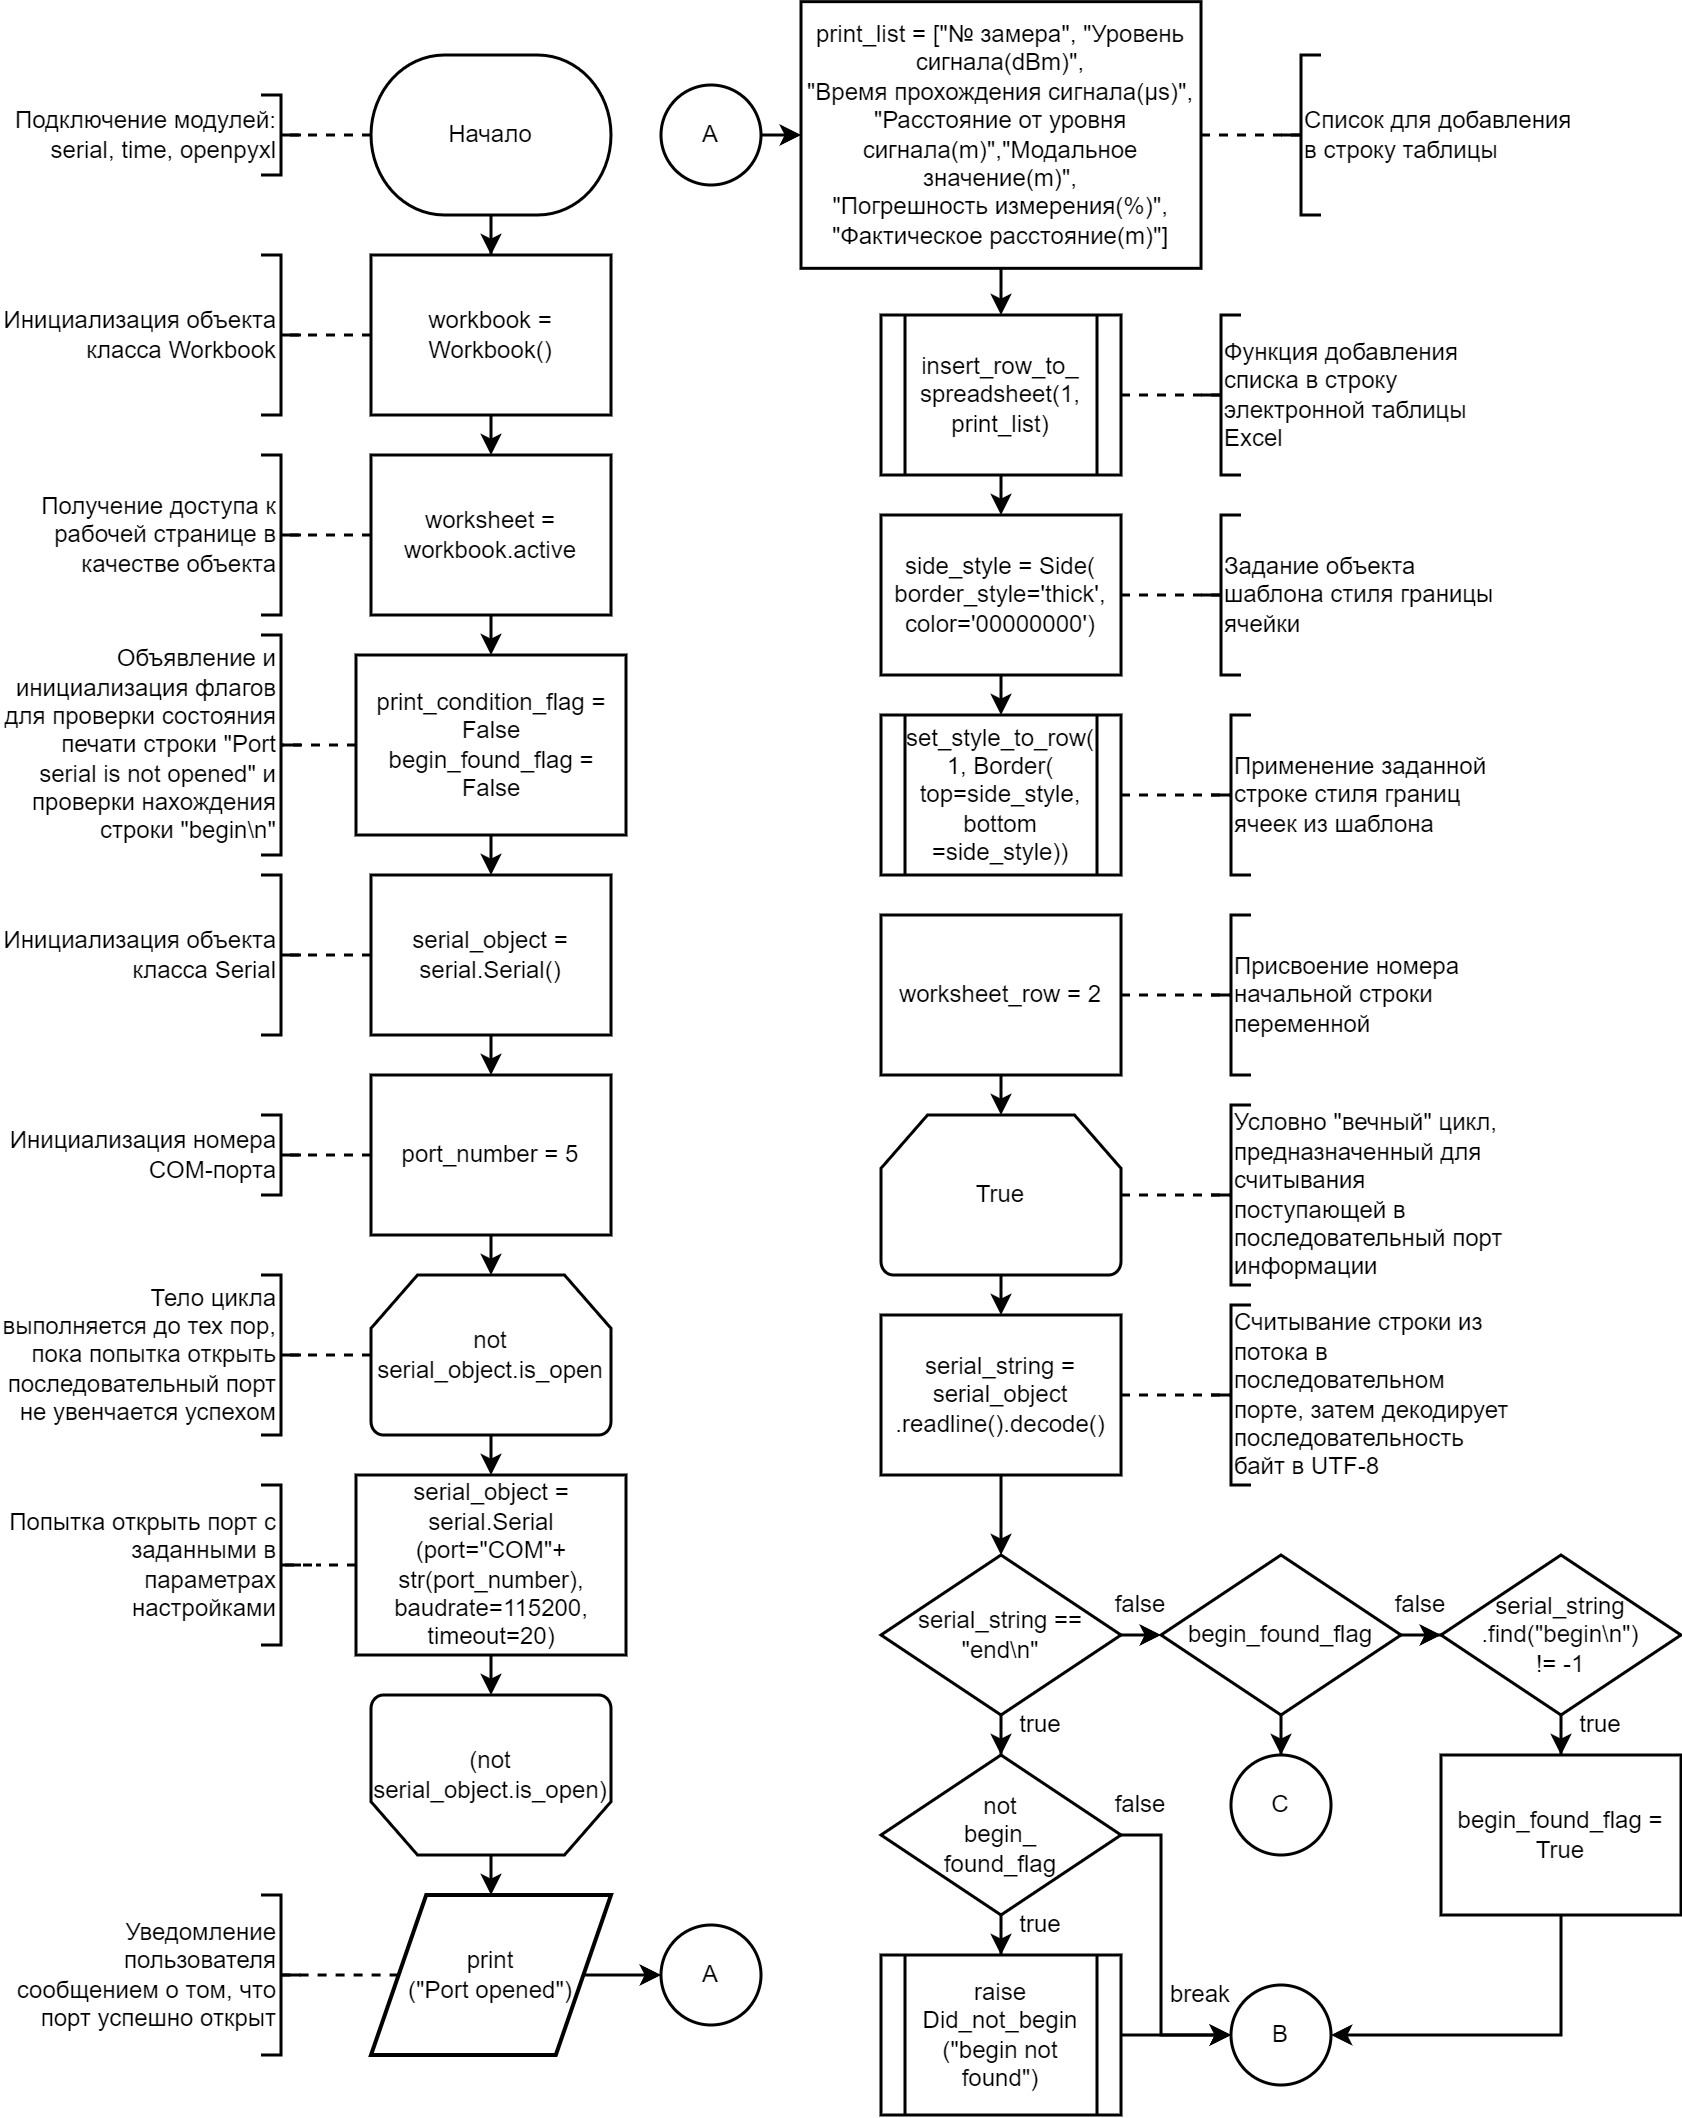 Подключение модулей:
serial, time, openpyxl
Начало
Инициализация объекта
класса Workbook
workbook =
Workbook()
Получение доступа к
рабочей странице в
качестве объекта
worksheet =
workbook.active
Объявление и
инициализация флагов
для проверки состояния
печати строки "Port
serial is not opened" и
проверки нахождения
строки "begin\n"
print_condition_flag =
False
begin_found_flag =
False
Инициализация объекта
класса Serial
serial_object =
serial.Serial()
Инициализация номера
COM-порта
port_number = 5
Тело цикла
выполняется до тех пор,
пока попытка открыть
последовательный порт
не увенчается успехом
not
serial_object.is_open
Попытка открыть порт с
заданными в
параметрах
настройками
serial_object =
serial.Serial
(port="COM"+
str(port_number),
baudrate=115200,
timeout=20)
(not
serial_object.is_open)
Уведомление
пользователя
сообщением о том, что
порт успешно открыт
print
("Port opened")
A
A
print_list = ["№ замера", "Уровень
сигнала(dBm)",
"Время прохождения сигнала(µs)",
"Расстояние от уровня
сигнала(m)","Модальное
значение(m)",
"Погрешность измерения(%)",
"Фактическое расстояние(m)"]
Список для добавления
в строку таблицы
insert_row_to_
spreadsheet(1,
print_list)
Функция добавления
списка в строку
электронной таблицы
Excel
side_style = Side(
border_style='thick',
color='00000000')
Задание объекта
шаблона стиля границы
ячейки
set_style_to_row(
1, Border(
top=side_style,
bottom
=side_style))
Применение заданной
строке стиля границ
ячеек из шаблона
worksheet_row = 2
Присвоение номера
начальной строки
переменной
True
Условно "вечный" цикл,
предназначенный для
считывания
поступающей в
последовательный порт
информации
serial_string =
serial_object
.readline().decode()
Считывание строки из
потока в
последовательном
порте, затем декодирует
последовательность
байт в UTF-8
serial_string ==
"end\n"
false
begin_found_flag
false
serial_string
.find("begin\n")
!= -1
true
true
not
begin_
found_flag
false
C
begin_found_flag =
True
true
raise
Did_not_begin
("begin not
found")
break
B